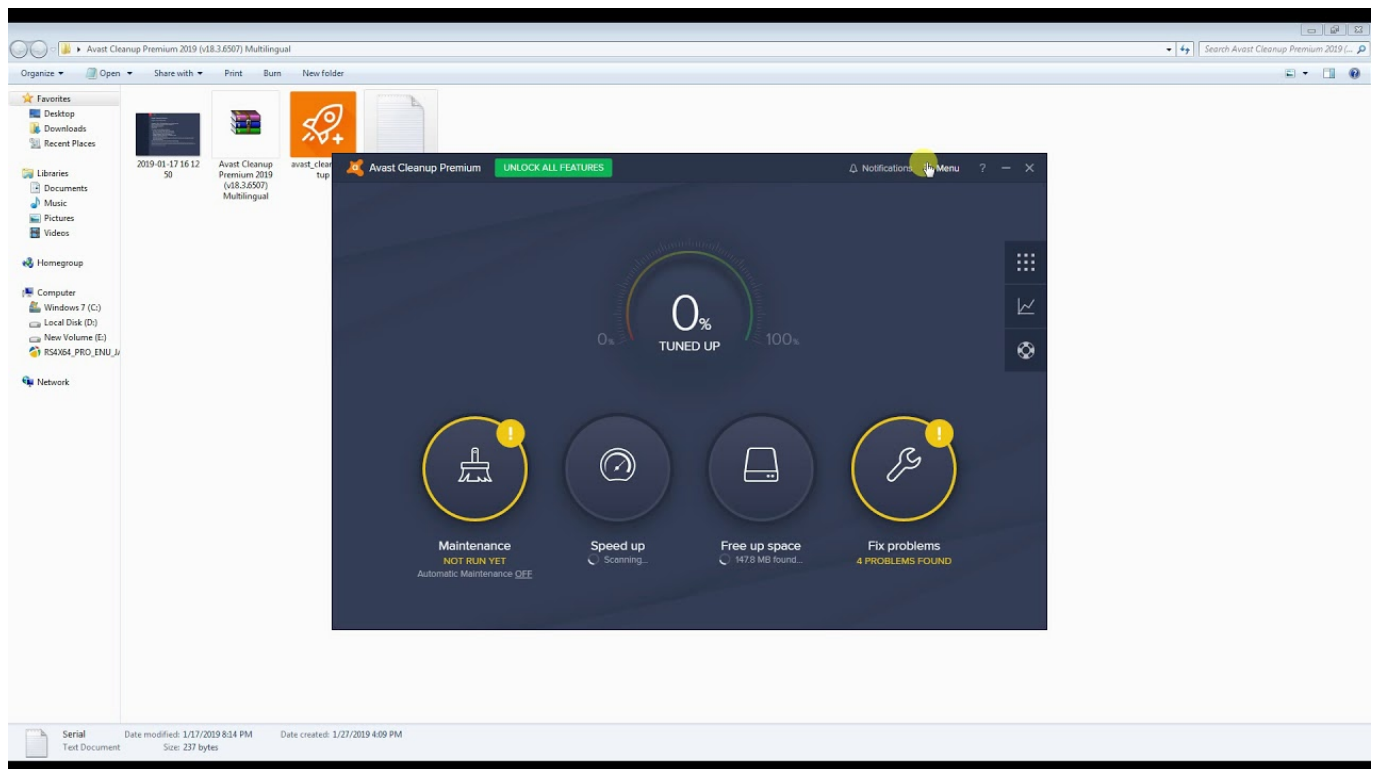 Avast Cleanup Premium 2019 (v18.3.6507) Multilingual
Search Avast Cleanup Premium 2019 (...
Organize Open Share with Print Burn New folder
Favorites
Desktop
Downloads
Recent Places
Libraries
Documents
Music
Pictures
Videos
Homegroup
Computer
Windows 7 (C:)
Local Disk (D:)
New Volume (E:)
RS4X64_PRO_ENU_
Network
2019-01-17 16 12
50
Avast Cleanup
Premium 2019
(v18.3.6507)
Multilingual
avast_clear
tup
Avast Cleanup Premium UNLOCK ALL FEATURES Notifications Menu ?
0%
TUNED UP
0% 100%
Maintenance
NOT RUN YET
Automatic Maintenance OFF
Speed up
Scanning...
Free up space
147.8 MB found...
Fix problems
4 PROBLEMS FOUND
Serial Date modified: 1/17/2019 8:14 PM Date created: 1/27/2019 4:09 PM
Text Document Size: 237 bytes